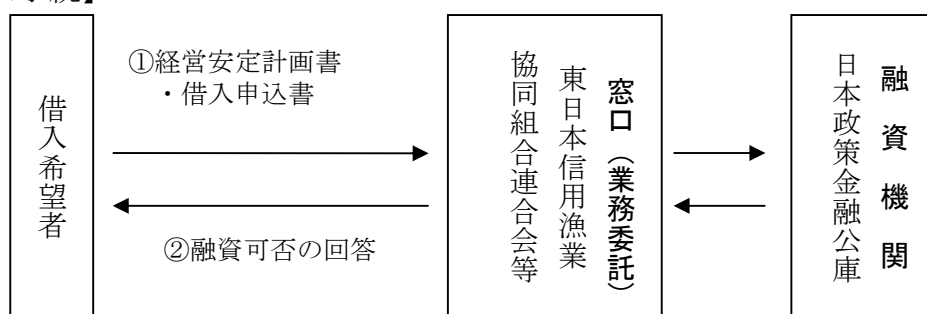 借入希望者
①経営安定計画書
・借入申込書
②融資可否の回答
窓口（業務委託）
東日本信用漁業
協同組合連合会等
融資機関
日本政策金融公庫